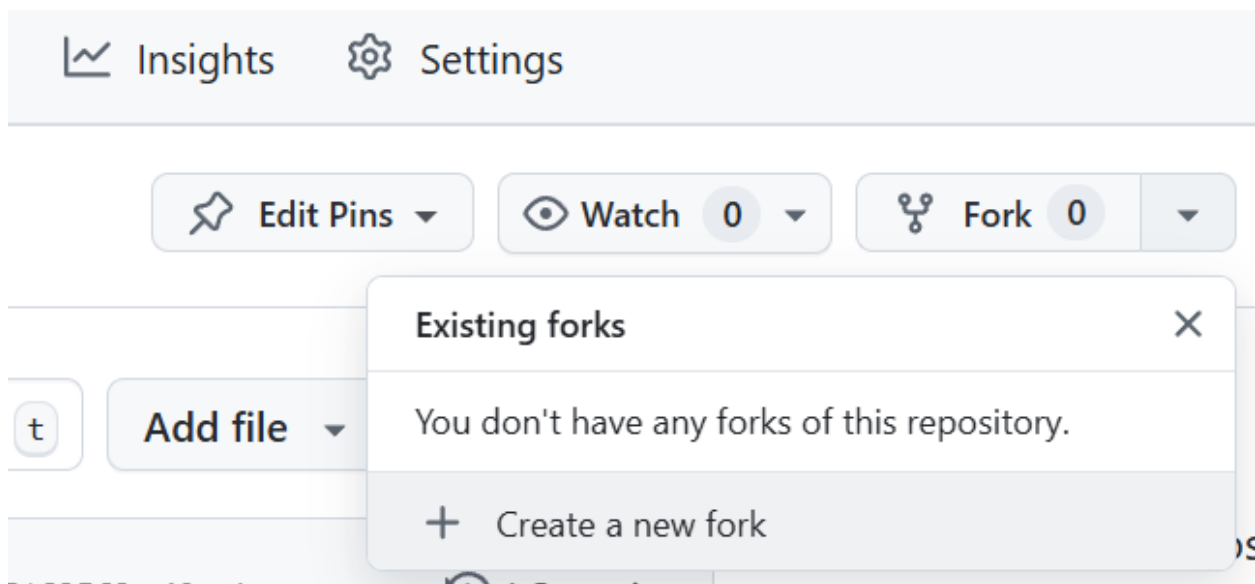 Insights Settings
Edit Pins Watch 0 Fork 0
Existing forks
t Add file
You don't have any forks of this repository.
Create a new fork